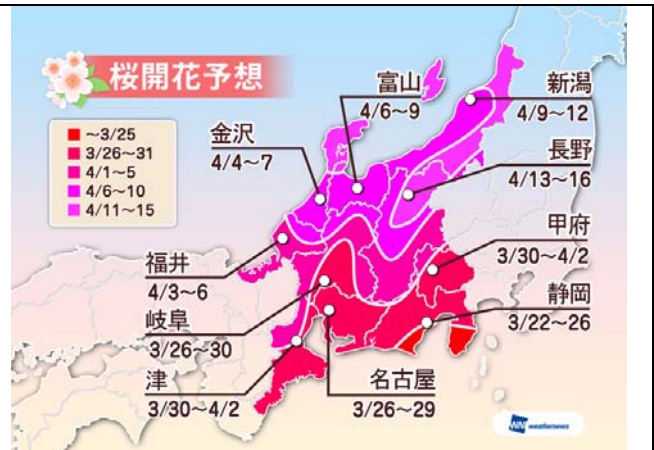 桜開花予想
~3/25
3/26~31
4/1~5
4/6~10
4/11~15
富山
4/6~9
新潟
4/9~12
金沢
4/4~7
長野
4/13~16
甲府
3/30~4/2
福井
4/3~6
静岡
3/22~26
岐阜
3/26~30
津
3/30~4/2
名古屋
3/26~29
WN weathernews